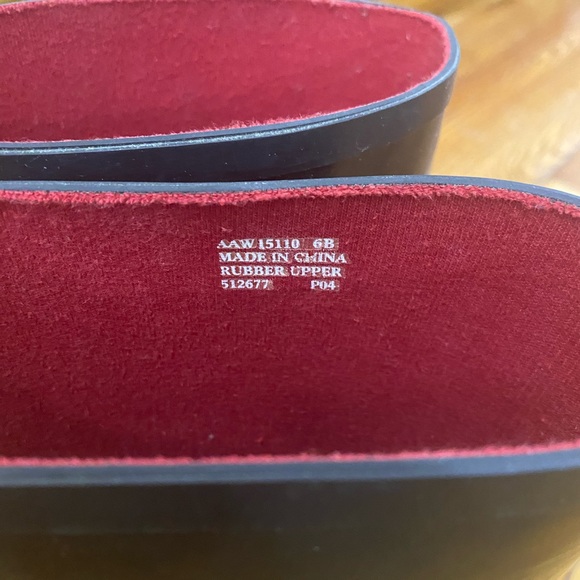 AAW15110 6B
MADE IN CHINA
RUBBER UPPER
512677 P04